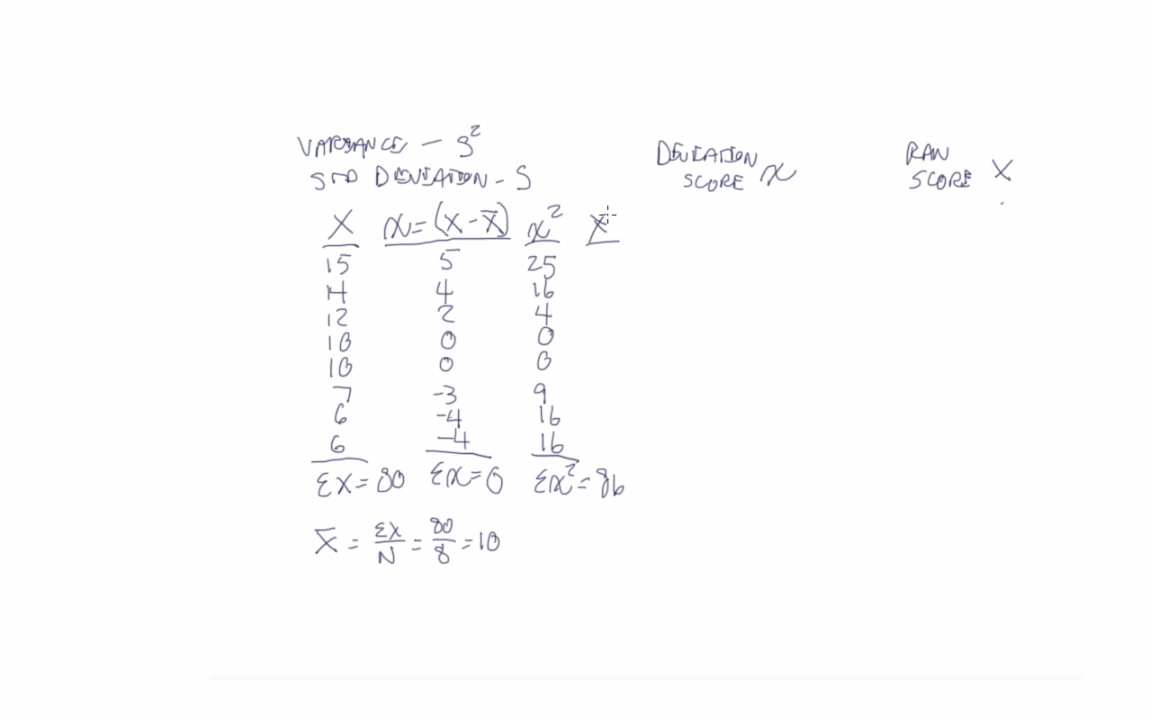 VARIANCE – S²
STD DEVIATION - S
DEVIATION
SCORE x
RAW
SCORE X
X x=(X-X̄) x² X
15 5 25
14 4 16
12 2 4
10 0 0
10 0 0
7 -3 9
6 -4 16
6 -4 16
ΣX=80 Σx=0 Σx²=86
X̄ = ΣX/N = 80/8 = 10